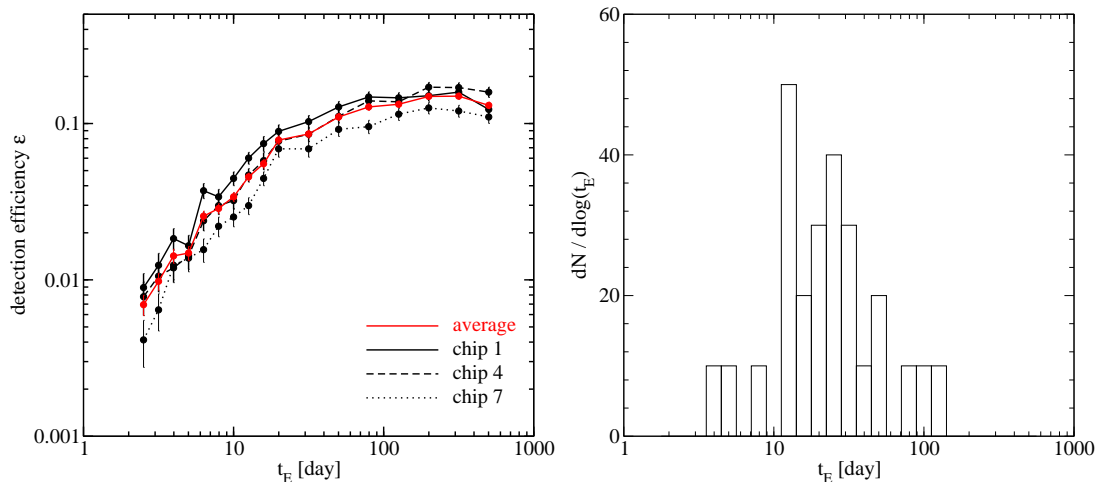 detection efficiency ε
0.1
0.01
0.001
average
chip 1
chip 4
chip 7
1
10
100
1000
t_E [day]
dN / dlog(t_E)
60
40
20
0
1
10
100
1000
t_E [day]